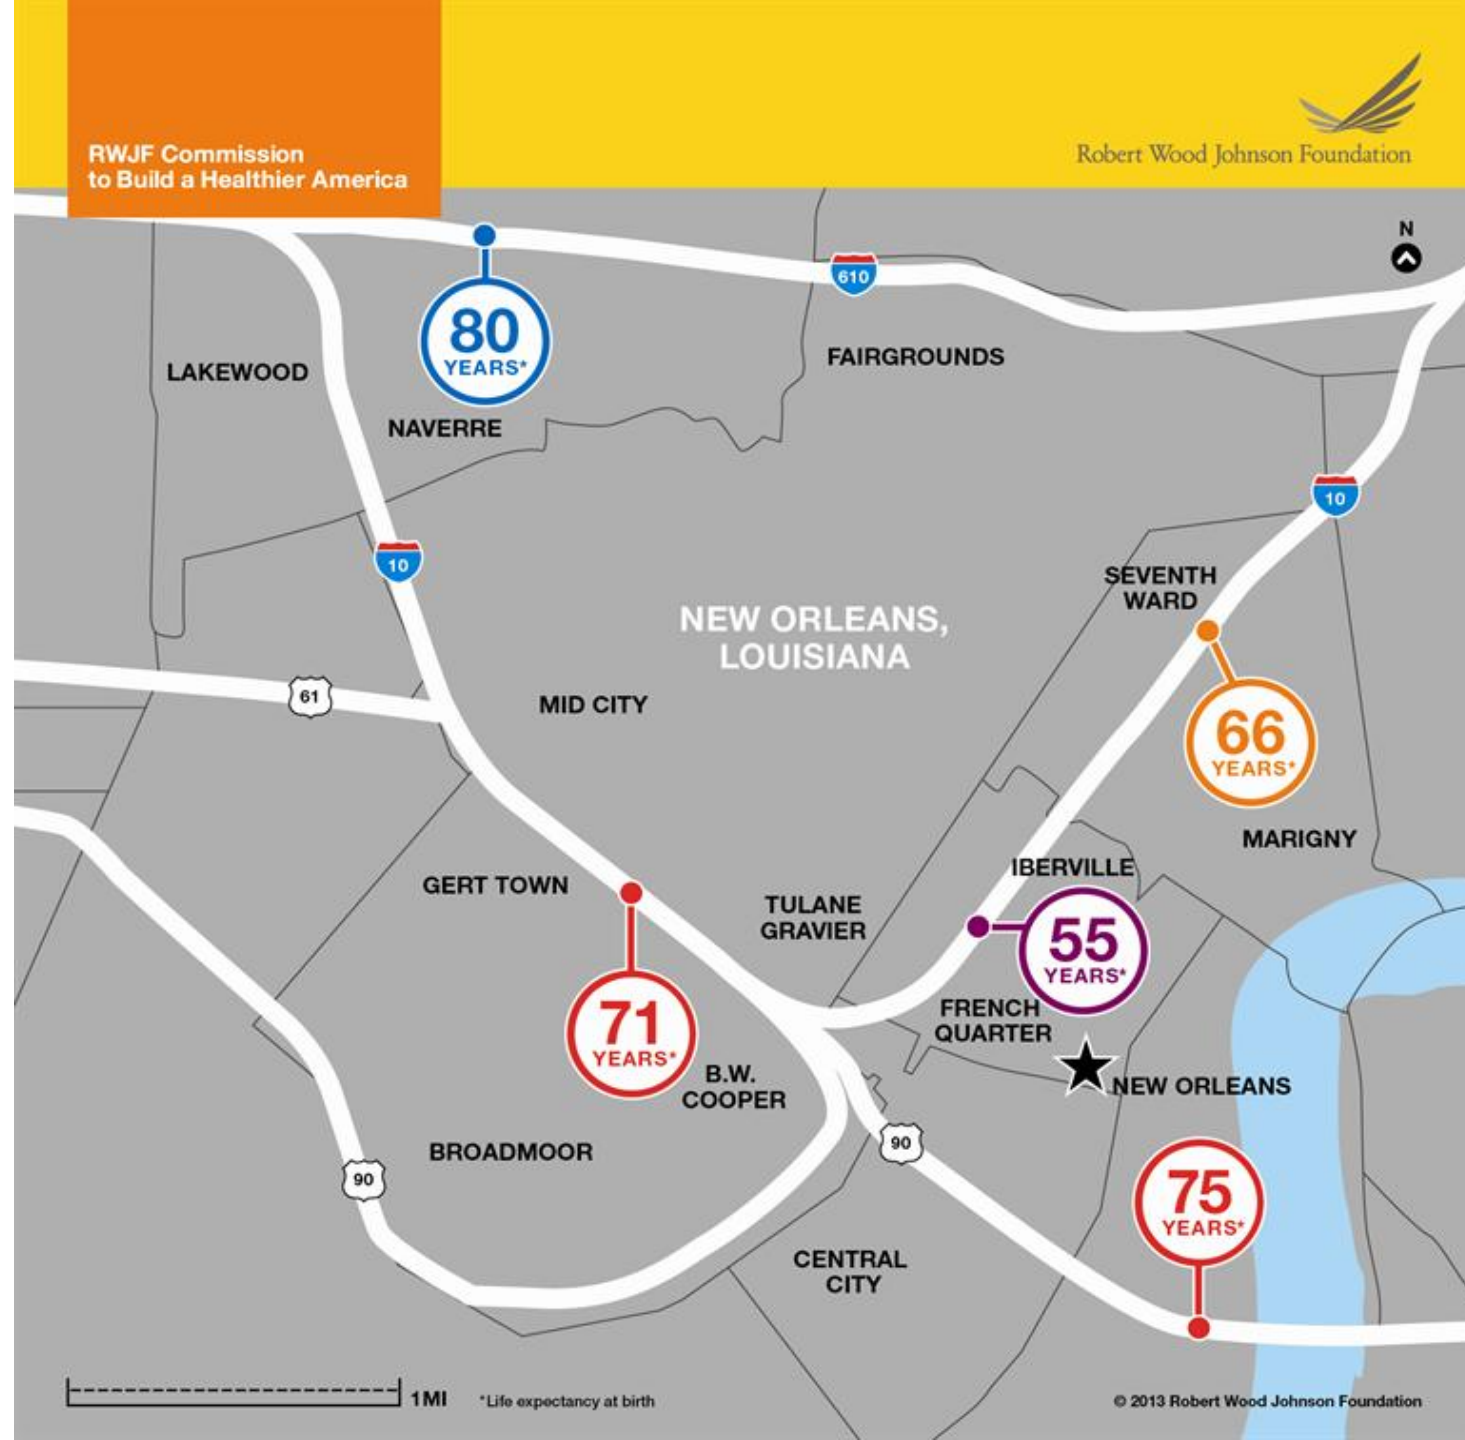 RWJF Commission
to Build a Healthier America
Robert Wood Johnson Foundation
N
610
80
YEARS*
LAKEWOOD
FAIRGROUNDS
NAVERRE
10
10
SEVENTH
WARD
NEW ORLEANS,
LOUISIANA
61
MID CITY
66
YEARS*
MARIGNY
IBERVILLE
GERT TOWN
TULANE
GRAVIER
55
YEARS*
71
YEARS*
FRENCH
QUARTER
B.W.
COOPER
NEW ORLEANS
90
BROADMOOR
90
75
YEARS*
CENTRAL
CITY
1 MI
*Life expectancy at birth
© 2013 Robert Wood Johnson Foundation